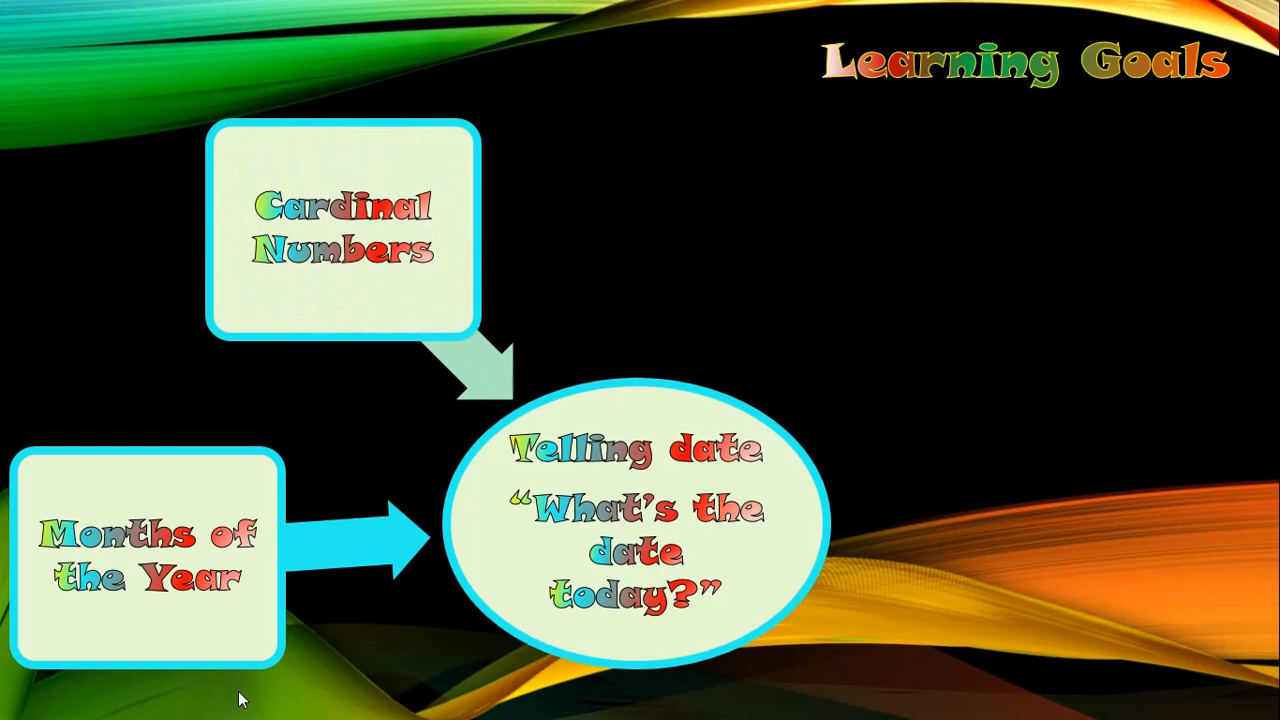 Learning Goals
Cardinal
Numbers
Months of
the Year
Telling date
“What’s the
date
today?”